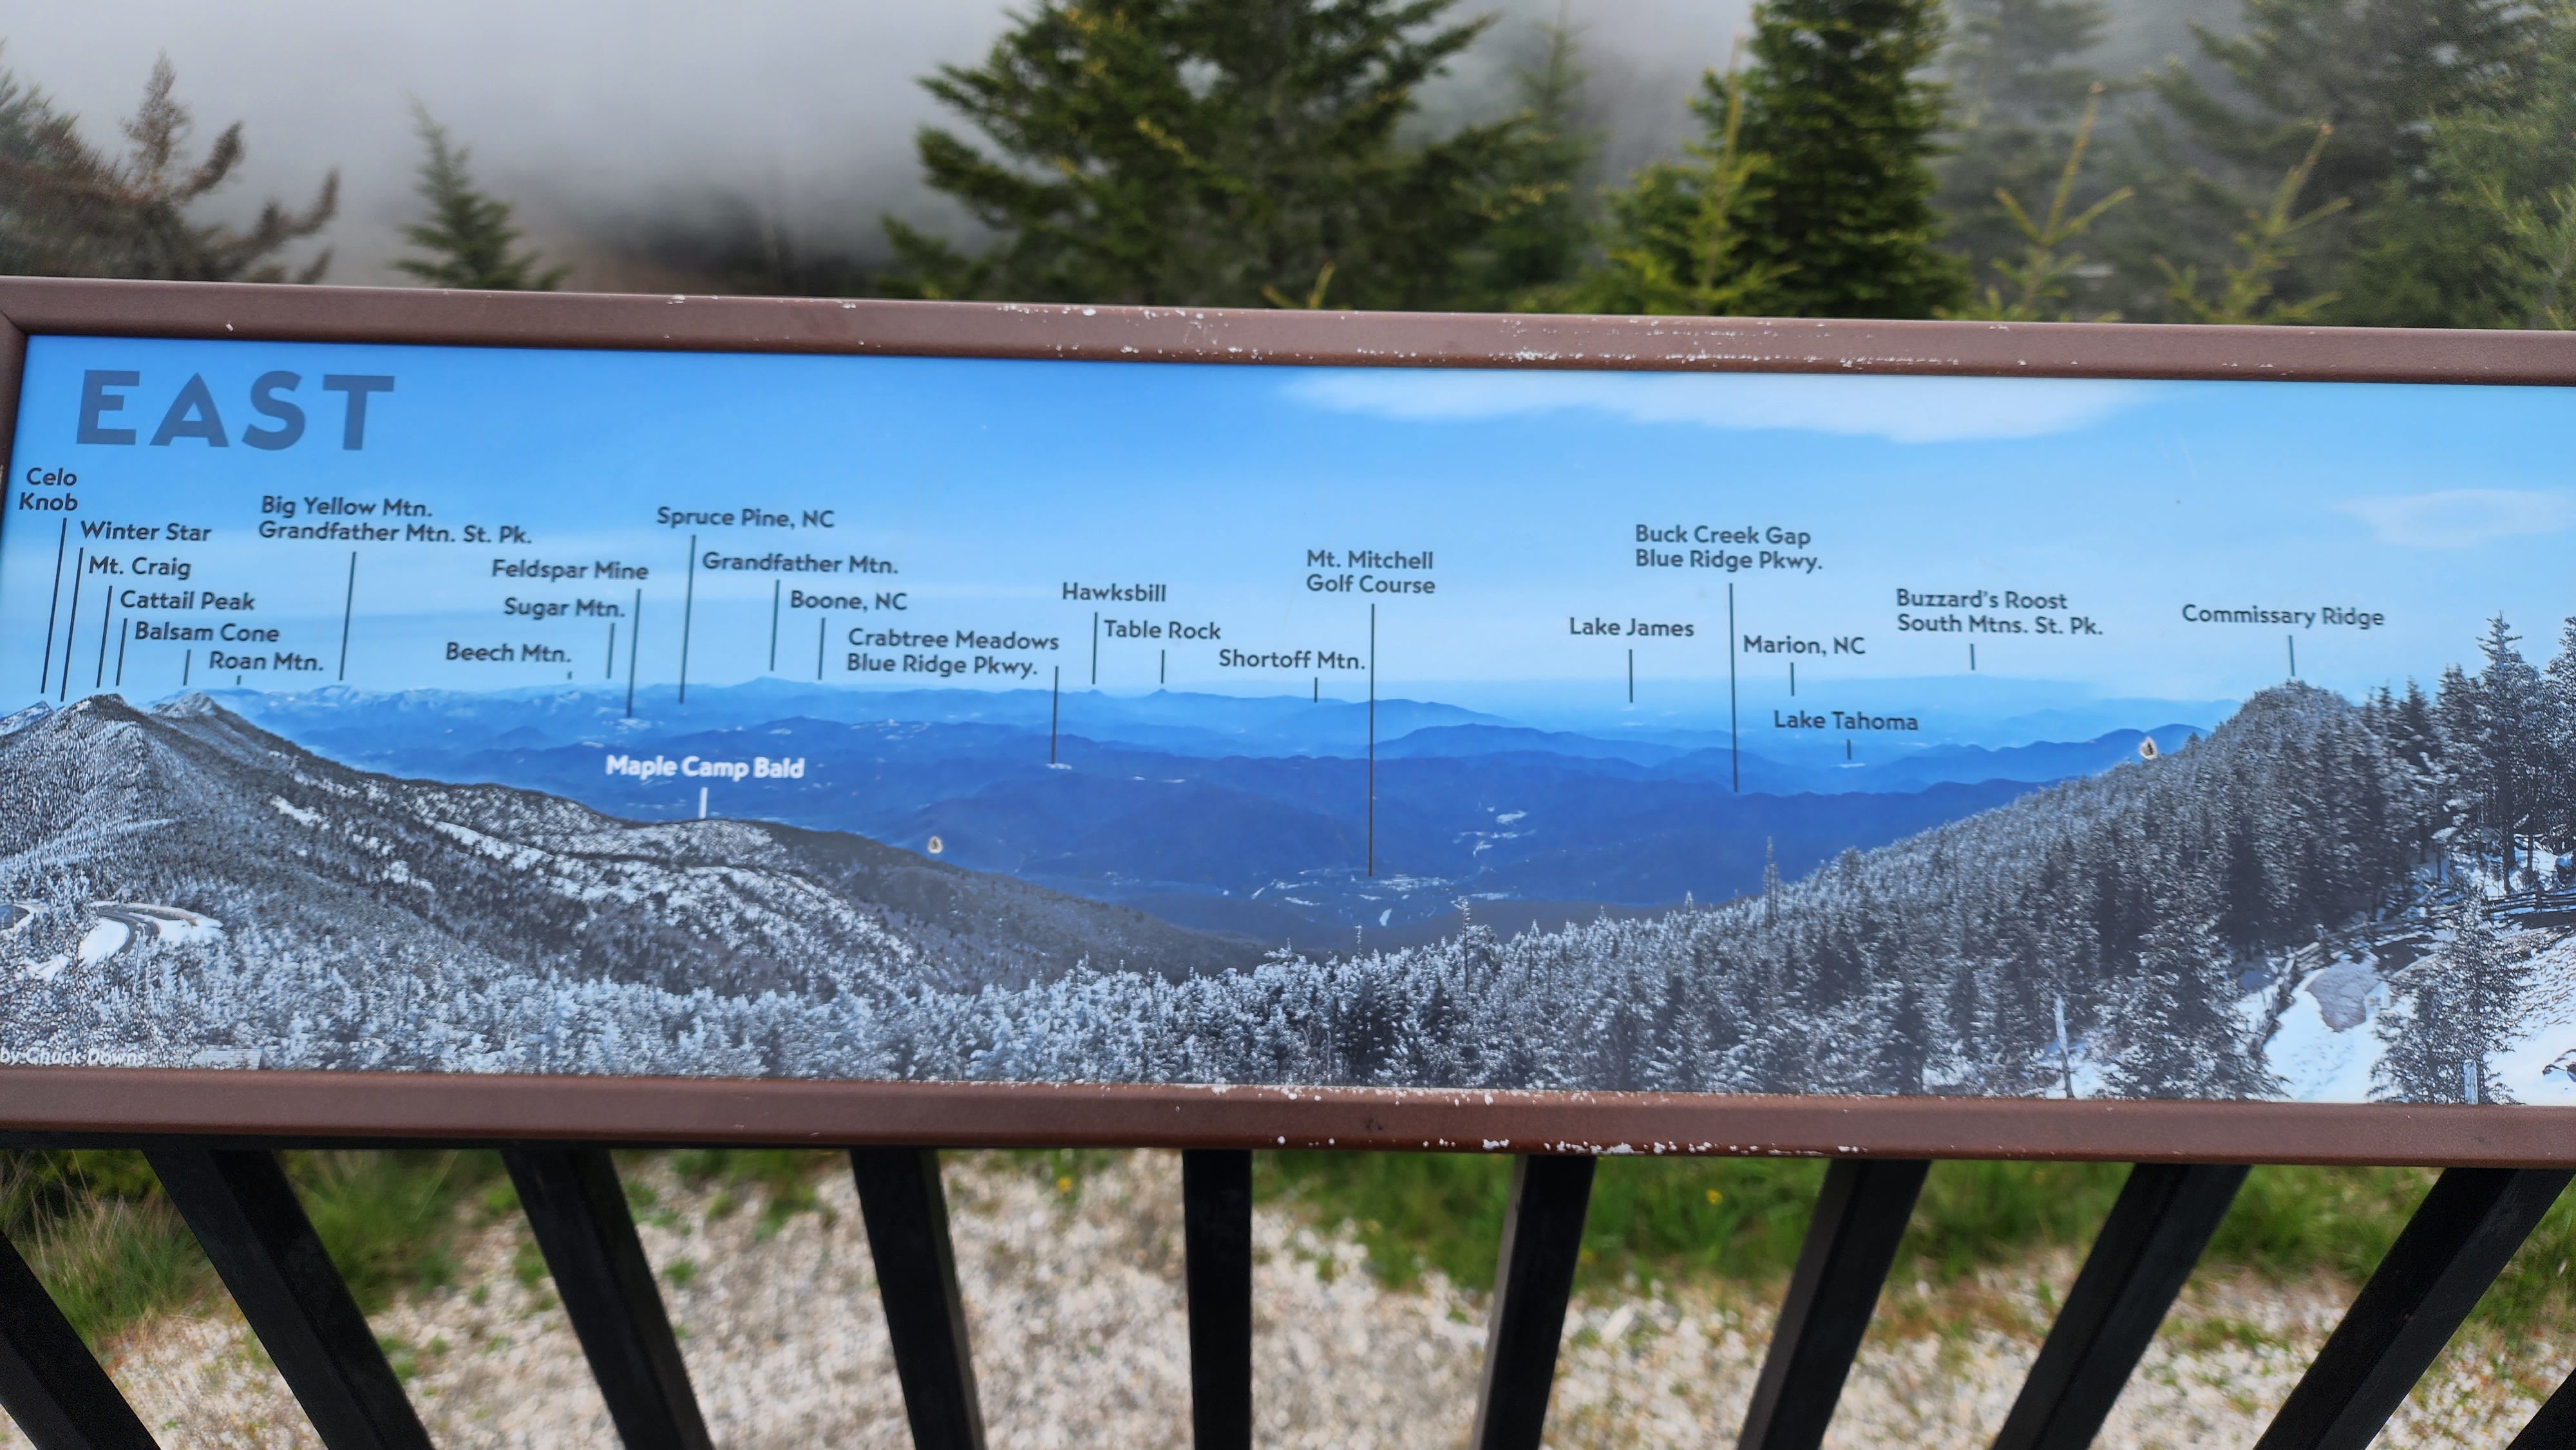 EAST
Celo
Knob
Winter Star
Mt. Craig
Cattail Peak
Balsam Cone
Roan Mtn.
Big Yellow Mtn.
Grandfather Mtn. St. Pk.
Beech Mtn.
Sugar Mtn.
Feldspar Mine
Spruce Pine, NC
Grandfather Mtn.
Boone, NC
Crabtree Meadows
Blue Ridge Pkwy.
Maple Camp Bald
Hawksbill
Table Rock
Shortoff Mtn.
Mt. Mitchell
Golf Course
Lake James
Buck Creek Gap
Blue Ridge Pkwy.
Marion, NC
Lake Tahoma
Buzzard's Roost
South Mtns. St. Pk.
Commissary Ridge
by Chuck Downs